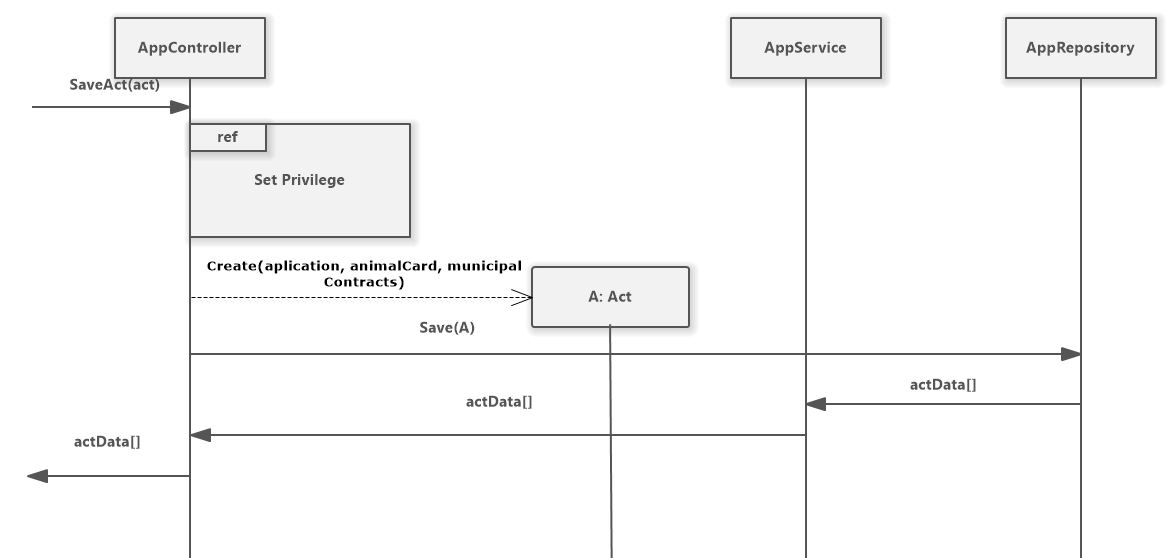 AppController
AppService
AppRepository
SaveAct(act)
ref
Set Privilege
Create(aplication, animalCard, municipal
Contracts)
A: Act
Save(A)
actData[]
actData[]
actData[]